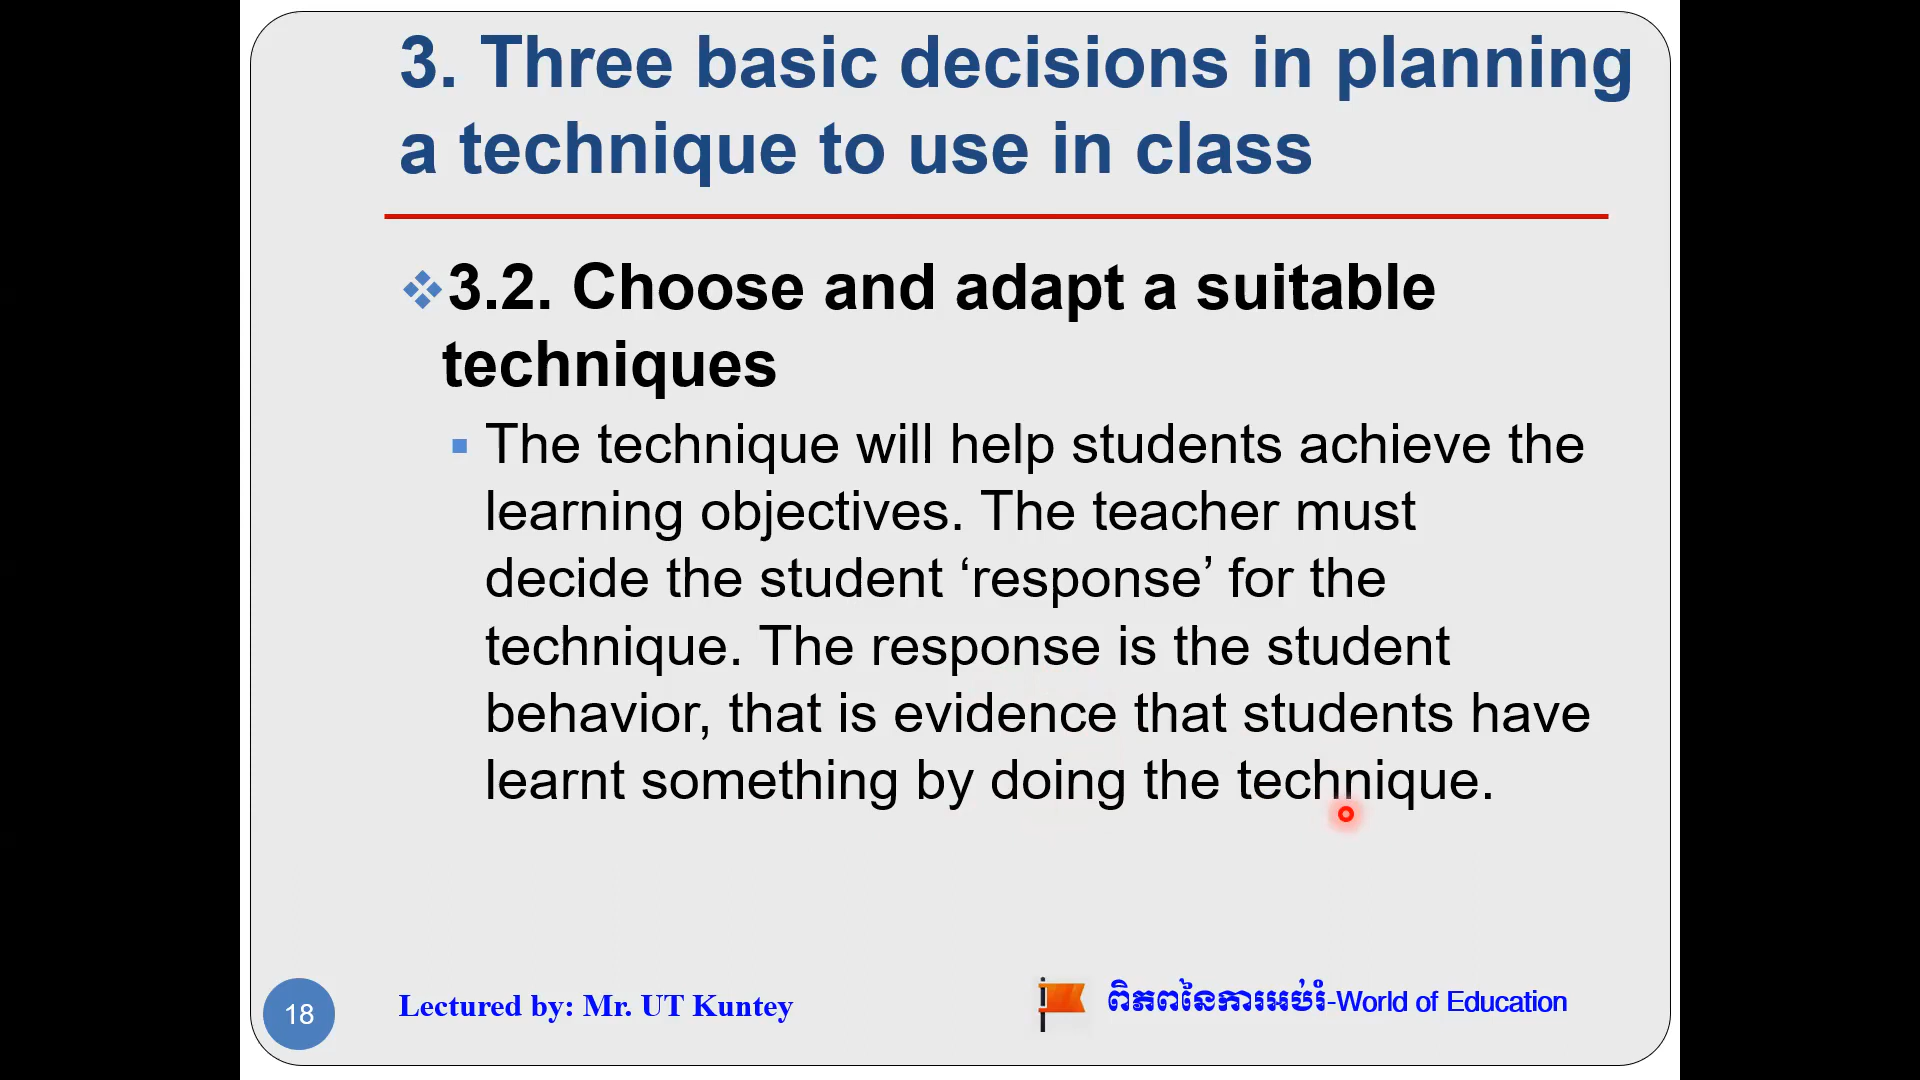 3. Three basic decisions in planning
a technique to use in class
3.2. Choose and adapt a suitable
techniques
The technique will help students achieve the
learning objectives. The teacher must
decide the student ‘response’ for the
technique. The response is the student
behavior, that is evidence that students have
learnt something by doing the technique.
18
Lectured by: Mr. UT Kuntey
ពិភពនៃការអប់រំ-World of Education